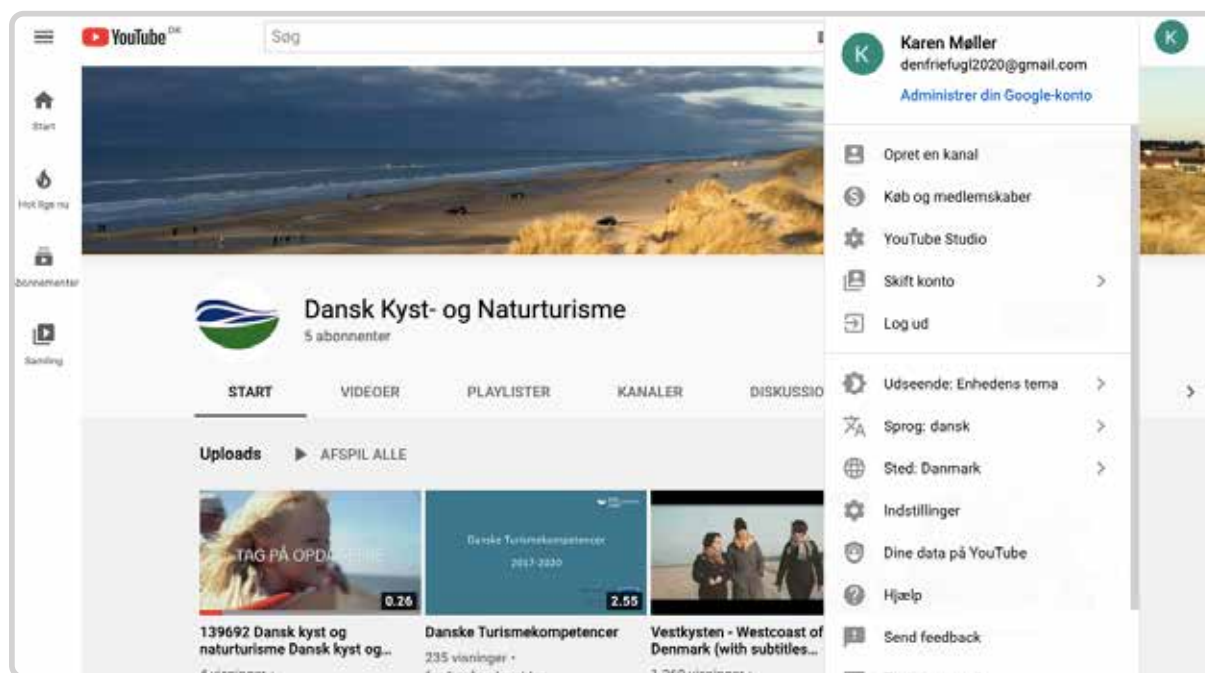 YouTube DK
Søg
Start
Hot lige nu
bonnementer
Samling
K
Karen Møller
denfriefugl2020@gmail.com
Administrer din Google-konto
K
Opret en kanal
Køb og medlemskaber
YouTube Studio
Skift konto
Log ud
Udseende: Enhedens tema
Sprog: dansk
Sted: Danmark
Indstillinger
Dine data på YouTube
Hjælp
Send feedback
Dansk Kyst- og Naturturisme
5 abonnenter
START VIDEOER PLAYLISTER KANALER DISKUSSIO
Uploads AFSPIL ALLE
TAG PÅ
0.26
Danske Turismekompetencer
2017-2020
2.55
139692 Dansk kyst og
naturturisme Dansk kyst og...
Danske Turismekompetencer
235 visninger •
Vestkysten - Westcoast of
Denmark (with subtitles...